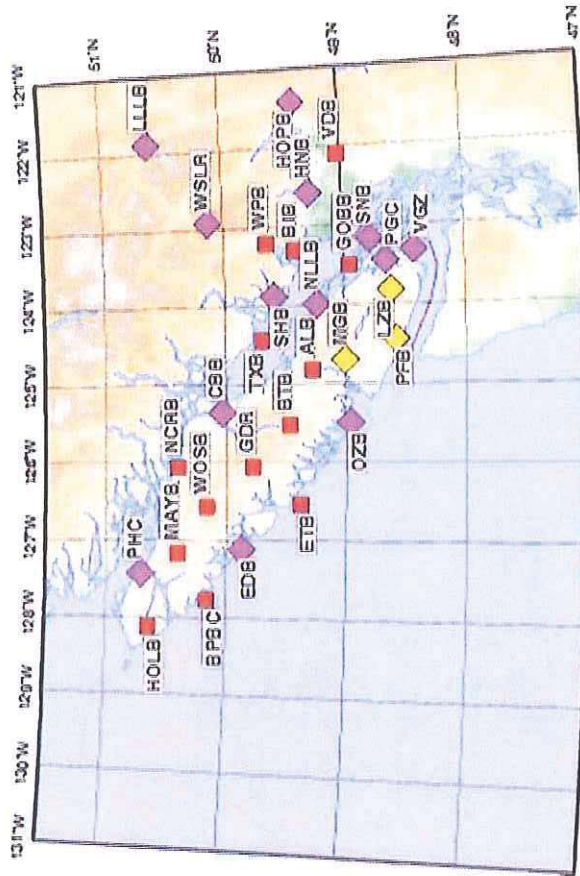 131°W 130°W 129°W 128°W 127°W 126°W 125°W 124°W 123°W 122°W 121°W
51°N
PHC
LLLB
HOLB
MAYB
NCRB
WOSB
WSLR
BPBC
CBB
50°N
EDB
GDR
TXB
WPB
SHB
BIB
HOPB
BTB
HNB
ETB
ALB
NLLB
VDB
49°N
MGB
GOBB
OZB
SNB
LZB
PGC
PFB
VGZ
48°N
47°N